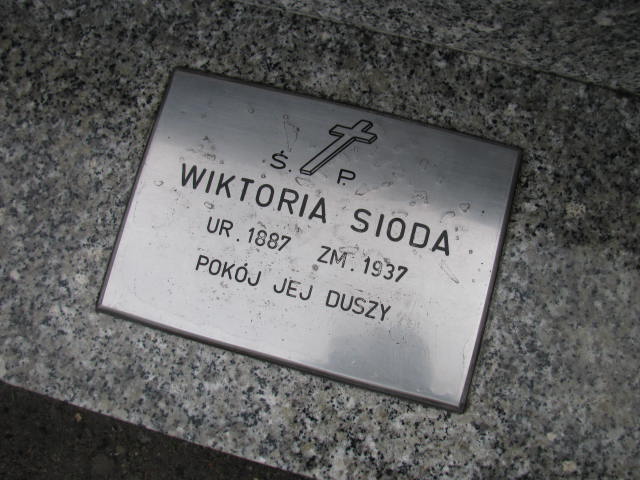 Ś. P.
WIKTORIA SIODA
UR. 1887 ZM. 1937
POKÓJ JEJ DUSZY